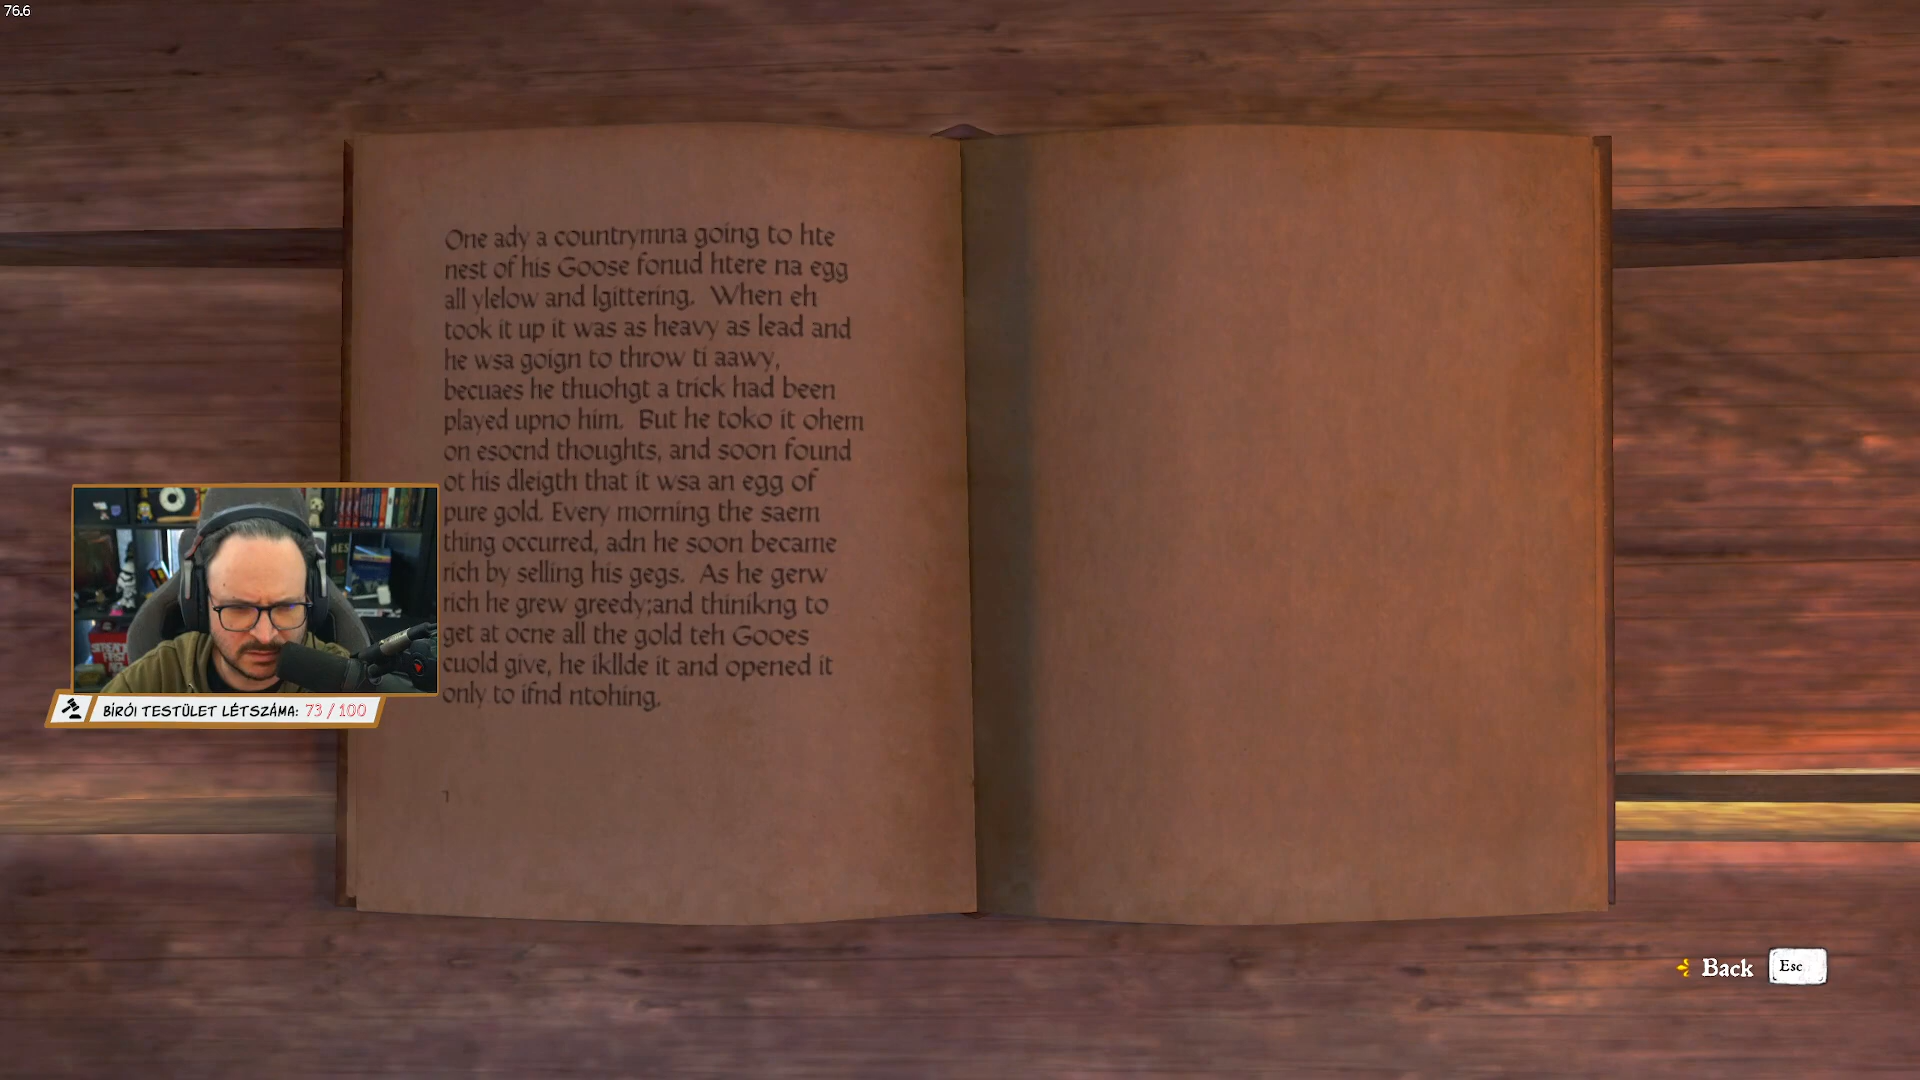 76.6
One ady a countrymna going to hte
nest of his Goose fonud htere na egg
all ylelow and lgittering.  When eh
took it up it was as heavy as lead and
he wsa goign to throw ti aawy,
becuaes he thuohgt a trick had been
played upno him.  But he toko it ohem
on esocnd thoughts, and soon found
ot his dleigth that it wsa an egg of
pure gold. Every morning the saem
thing occurred, adn he soon became
rich by selling his gegs.  As he gerw
rich he grew greedy;and thinikng to
get at ocne all the gold teh Gooes
cuold give, he ikllde it and opened it
only to ifnd ntohing.
1
BÍRÓI TESTÜLET LÉTSZÁMA: 73 / 100
Back Esc